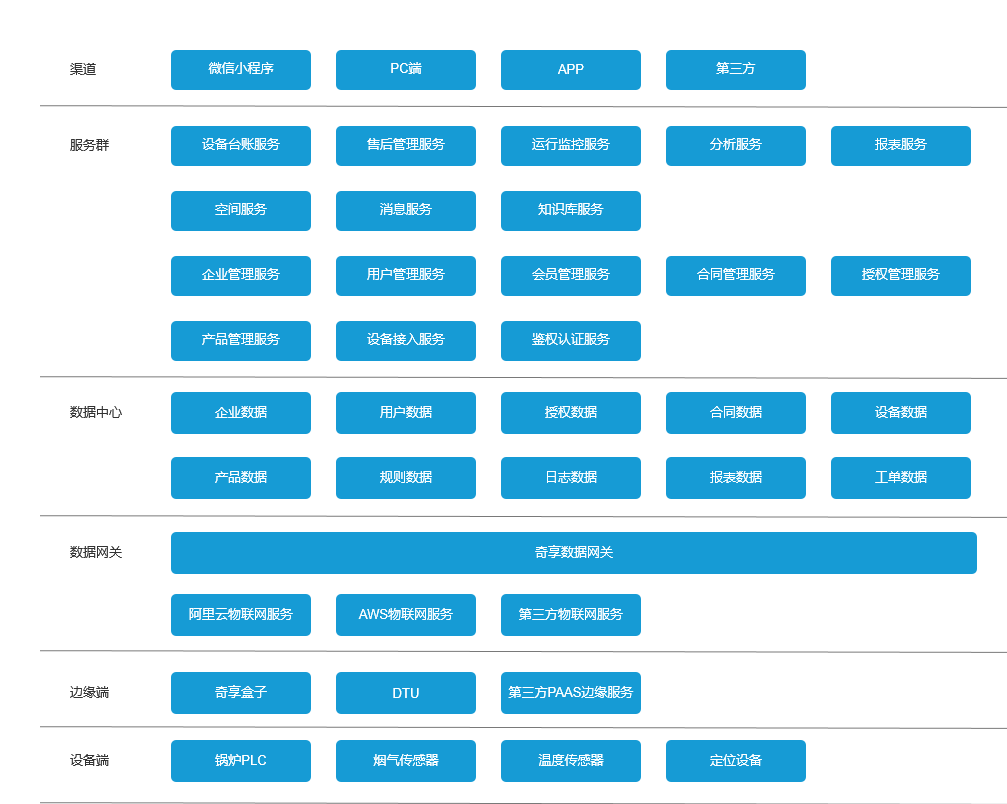 渠道
微信小程序
PC端
APP
第三方
服务群
设备台账服务
售后管理服务
运行监控服务
分析服务
报表服务
空间服务
消息服务
知识库服务
企业管理服务
用户管理服务
会员管理服务
合同管理服务
授权管理服务
产品管理服务
设备接入服务
鉴权认证服务
数据中心
企业数据
用户数据
授权数据
合同数据
设备数据
产品数据
规则数据
日志数据
报表数据
工单数据
数据网关
奇享数据网关
阿里云物联网服务
AWS物联网服务
第三方物联网服务
边缘端
奇享盒子
DTU
第三方PAAS边缘服务
设备端
锅炉PLC
烟气传感器
温度传感器
定位设备